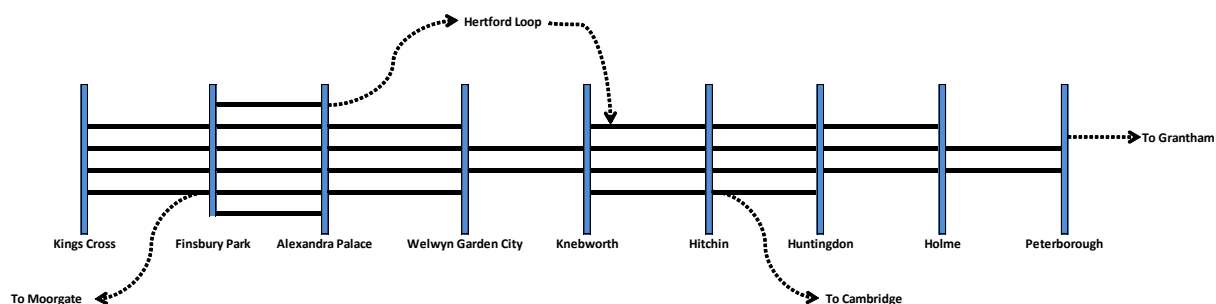 Hertford Loop
To Grantham
Kings Cross
Finsbury Park
Alexandra Palace
Welwyn Garden City
Knebworth
Hitchin
Huntingdon
Holme
Peterborough
To Moorgate
To Cambridge